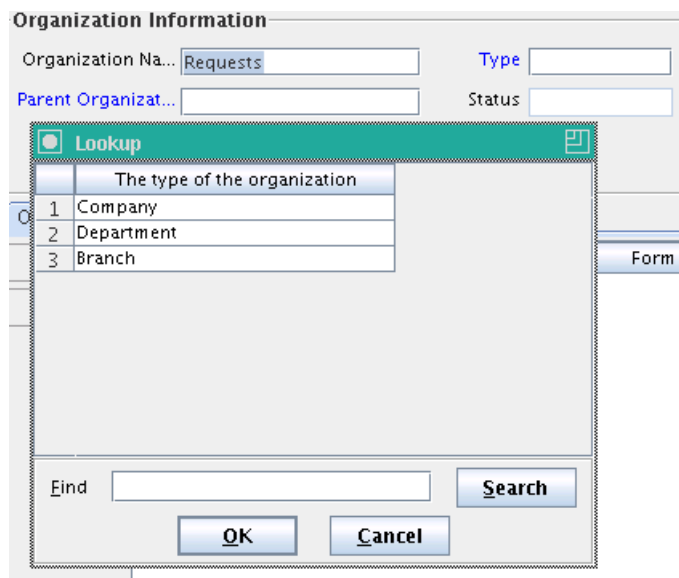 Organization Information
Organization Na... Requests Type
Parent Organizat... Status
Lookup
The type of the organization
1 Company
2 Department
3 Branch
O
Form
Find Search
OK Cancel